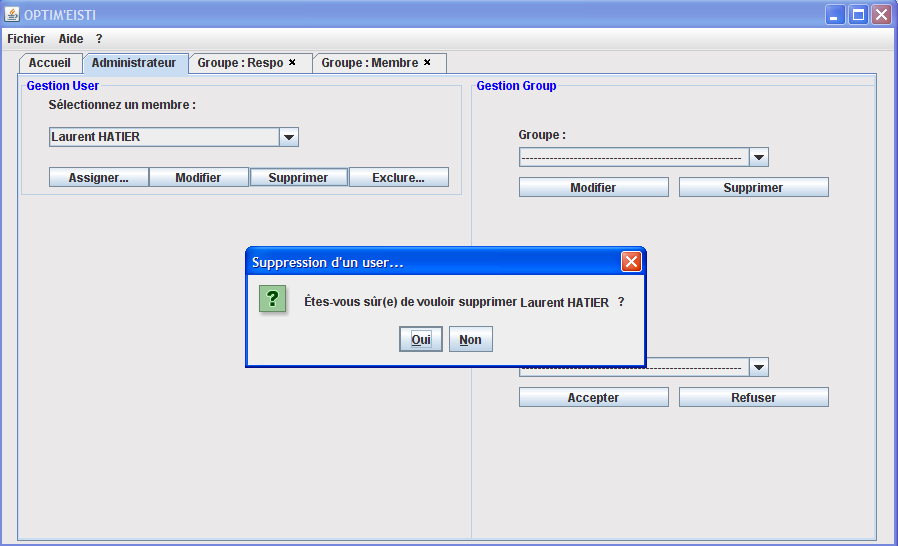 OPTIM'EISTI
Fichier Aide ?
Accueil Administrateur Groupe : Respo × Groupe : Membre ×
Gestion User
Sélectionnez un membre :
Laurent HATIER
Assigner... Modifier Supprimer Exclure...
Gestion Group
Groupe :
Modifier Supprimer
Suppression d'un user...
?
Êtes-vous sûr(e) de vouloir supprimer Laurent HATIER ?
Oui Non
Accepter Refuser